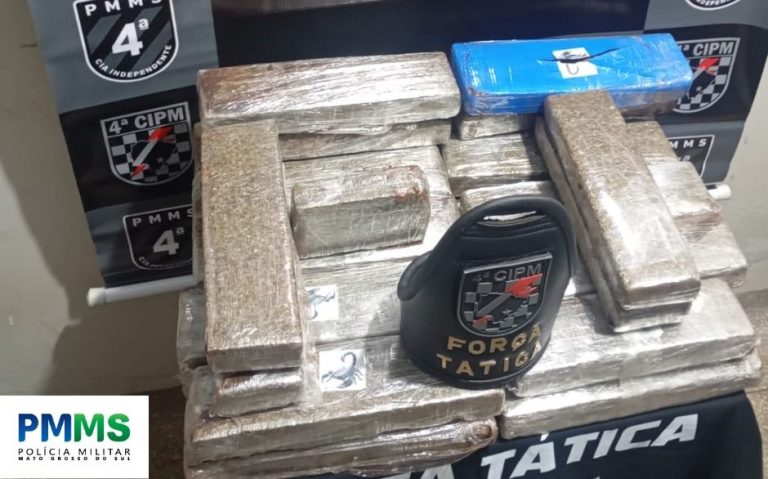 PMMS
4ª
CIA INDEPENDENTE
4ª CIPM
PMMS
4ª
4ª CIPM
PMMS
4ª CIPM
FORÇA
TATICA
TÁTICA
PMMS
POLÍCIA MILITAR
MATO GROSSO DO SUL